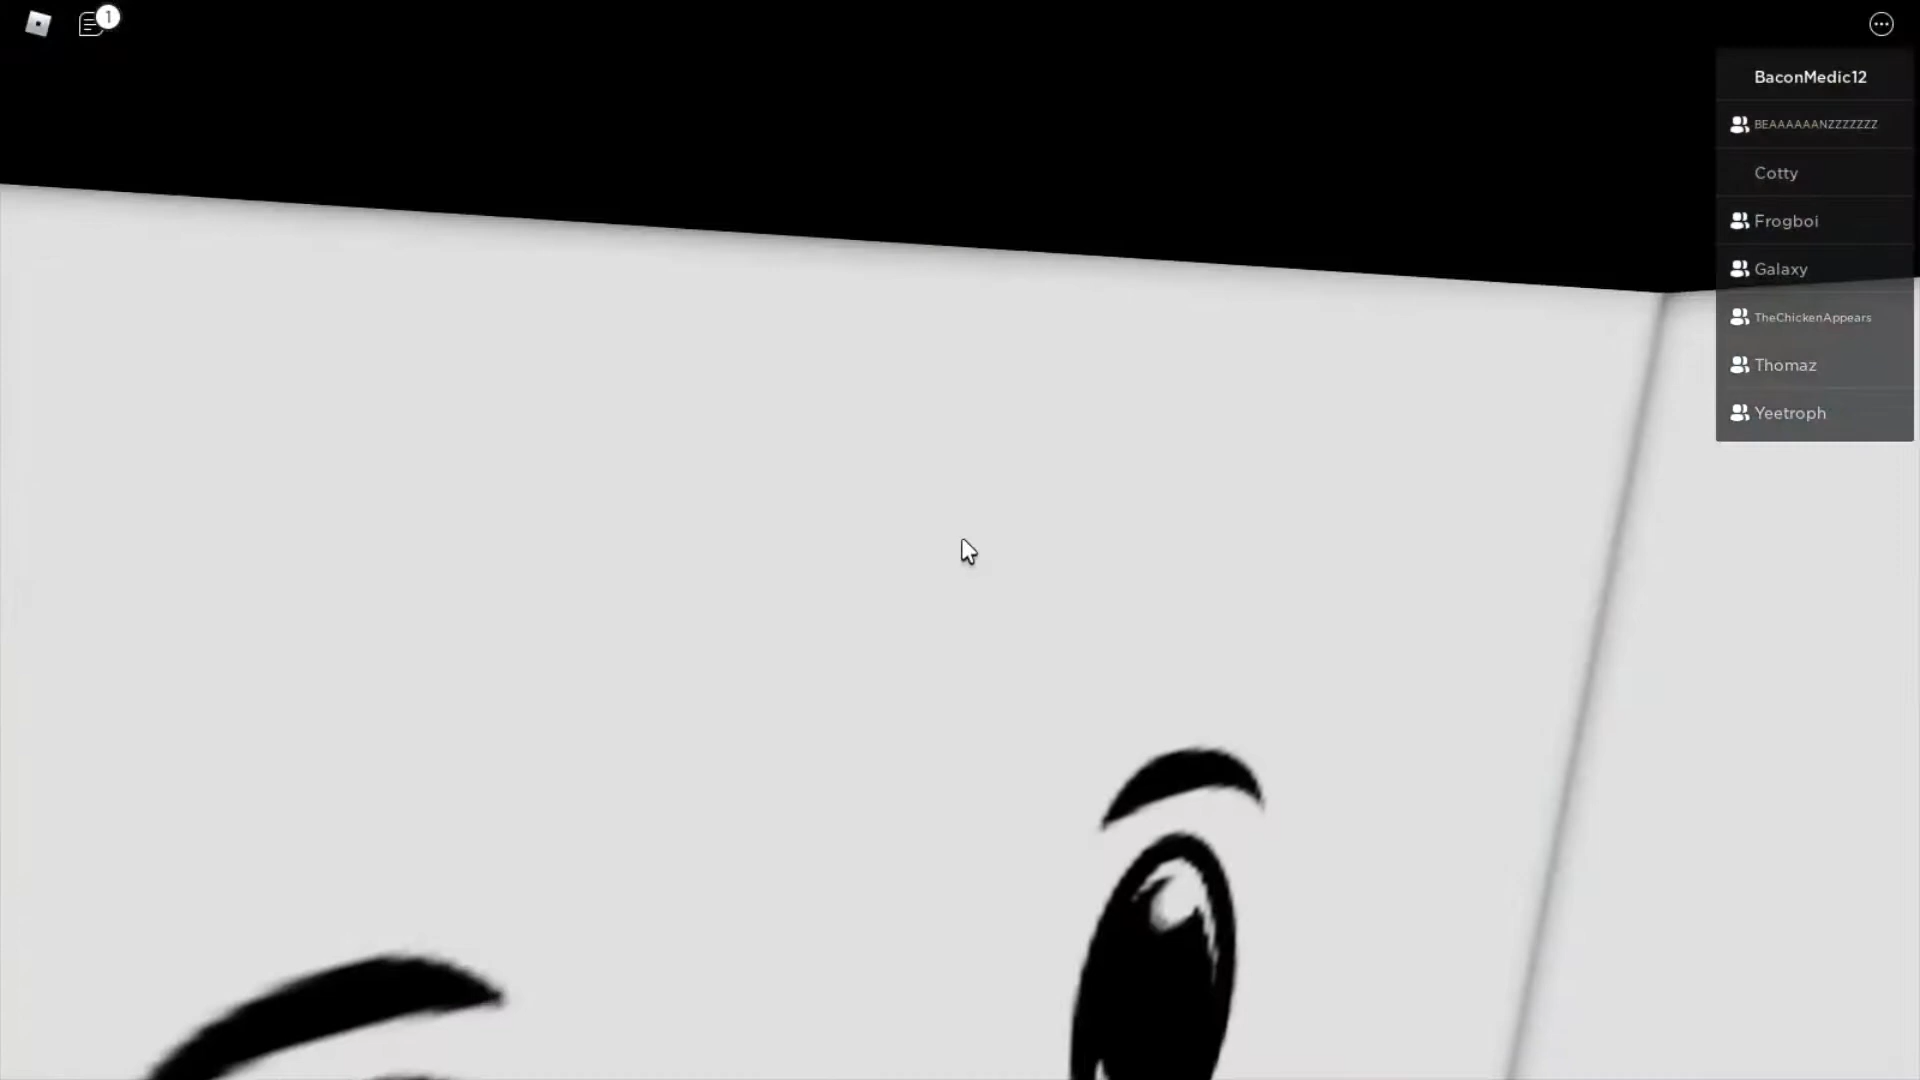 1
BaconMedic12
BEAAAAAANZZZZZZZ
Cotty
Frogboi
Galaxy
TheChickenAppears
Thomaz
Yeetroph